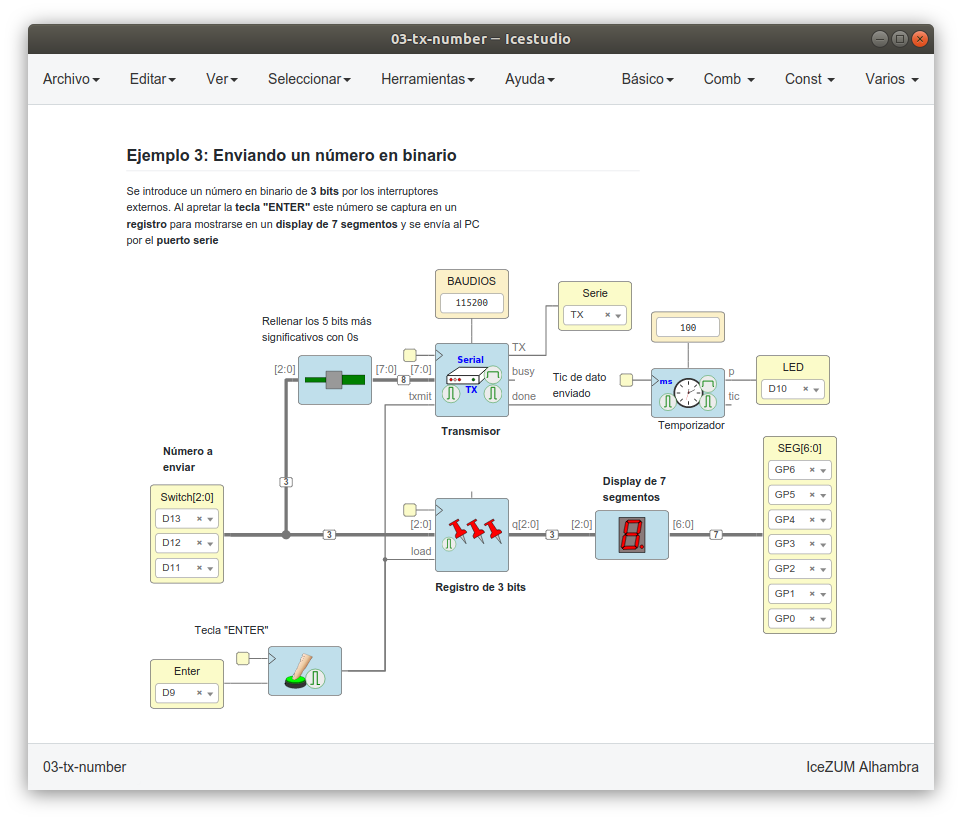 03-tx-number — Icestudio
Archivo Editar Ver Seleccionar Herramientas Ayuda Básico Comb Const Varios
Ejemplo 3: Enviando un número en binario
Se introduce un número en binario de 3 bits por los interruptores
externos. Al apretar la tecla "ENTER" este número se captura en un
registro para mostrarse en un display de 7 segmentos y se envía al PC
por el puerto serie
BAUDIOS
115200
Serie
TX
Rellenar los 5 bits más
significativos con 0s
100
[2:0]
[7:0]
8
[7:0]
txmit
Serial
TX
TX
busy
done
Transmisor
Tic de dato
enviado
ms
p
tic
Temporizador
LED
D10
Número a
enviar
3
Switch[2:0]
D13
D12
D11
3
[2:0]
load
q[2:0]
Registro de 3 bits
3
Display de 7
segmentos
[2:0]
[6:0]
7
SEG[6:0]
GP6
GP5
GP4
GP3
GP2
GP1
GP0
Tecla "ENTER"
Enter
D9
03-tx-number
IceZUM Alhambra